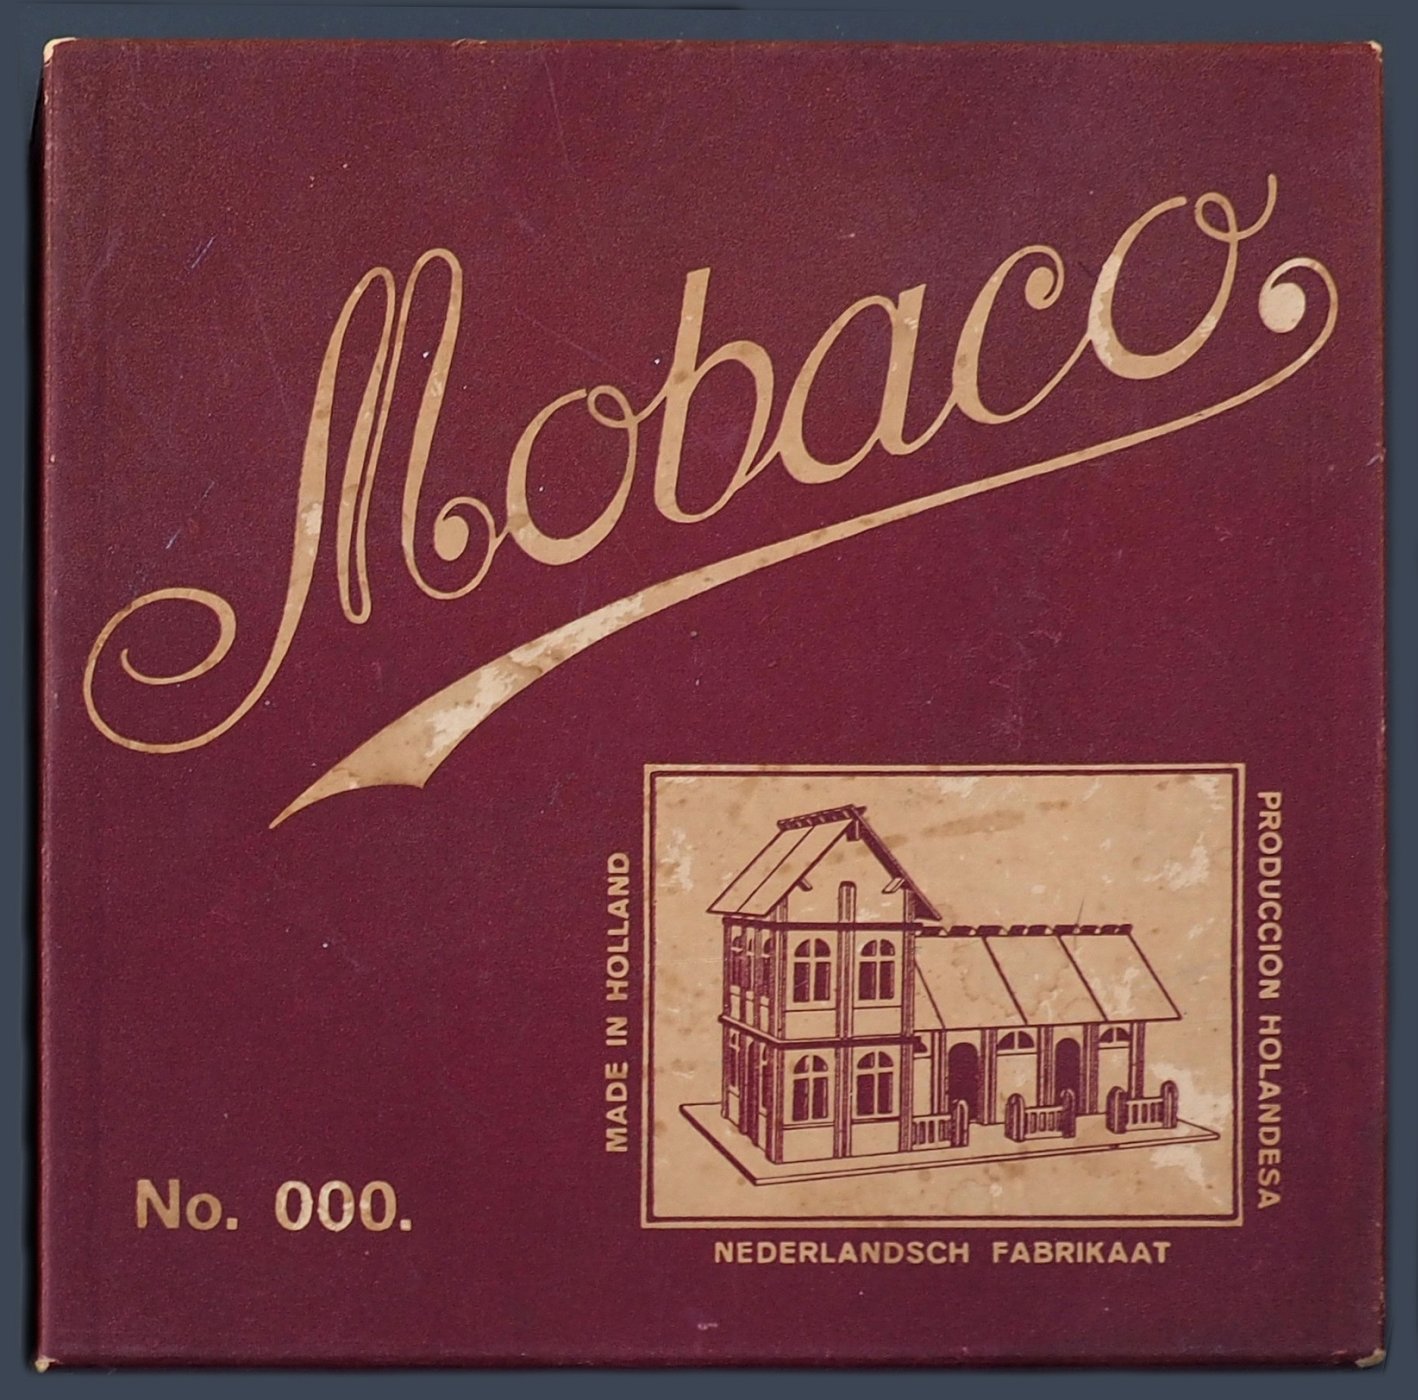 Mobaco
MADE IN HOLLAND
PRODUCCION HOLANDESA
No. 000.
NEDERLANDSCH FABRIKAAT